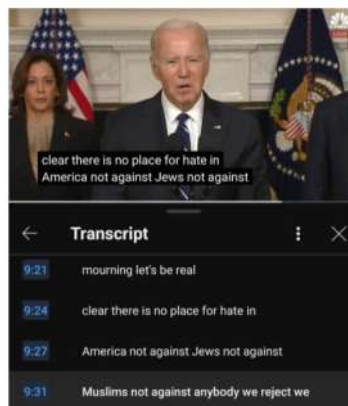 LIVE
clear there is no place for hate in
America not against Jews not against
Transcript
9:21 mourning let's be real
9:24 clear there is no place for hate in
9:27 America not against Jews not against
9:31 Muslims not against anybody we reject we